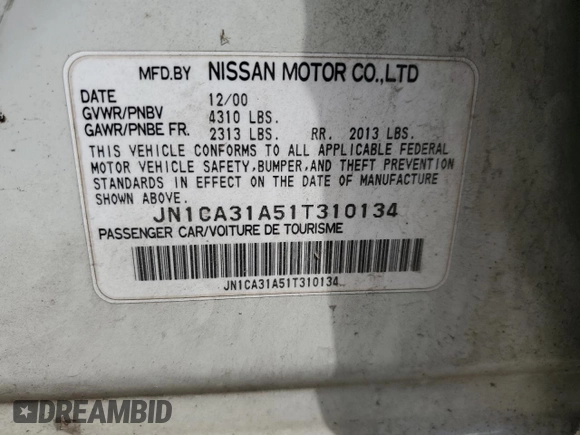 MFD.BY NISSAN MOTOR CO.,LTD
DATE 12/00
GVWR/PNBV 4310 LBS.
GAWR/PNBE FR. 2313 LBS. RR. 2013 LBS.
THIS VEHICLE CONFORMS TO ALL APPLICABLE FEDERAL
MOTOR VEHICLE SAFETY,BUMPER,AND THEFT PREVENTION
STANDARDS IN EFFECT ON THE DATE OF MANUFACTURE
SHOWN ABOVE.
JN1CA31A51T310134
PASSENGER CAR/VOITURE DE TOURISME
JN1CA31A51T310134
DREAMBID